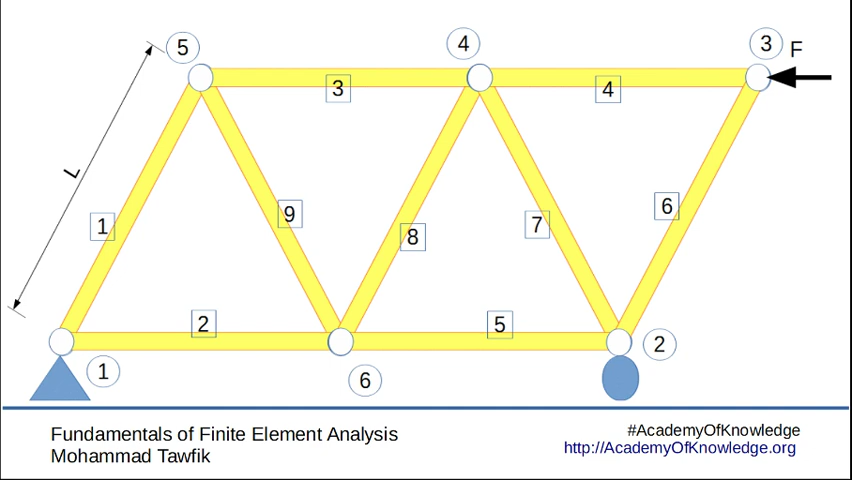 5
4
3
F
3
4
L
1
9
8
7
6
2
5
1
6
2
Fundamentals of Finite Element Analysis
Mohammad Tawfik
#AcademyOfKnowledge
http://AcademyOfKnowledge.org